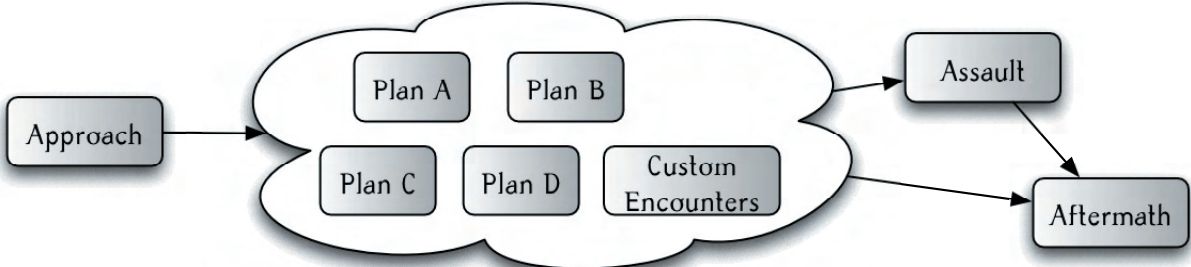 Approach
Plan A
Plan B
Plan C
Plan D
Custom
Encounters
Assault
Aftermath